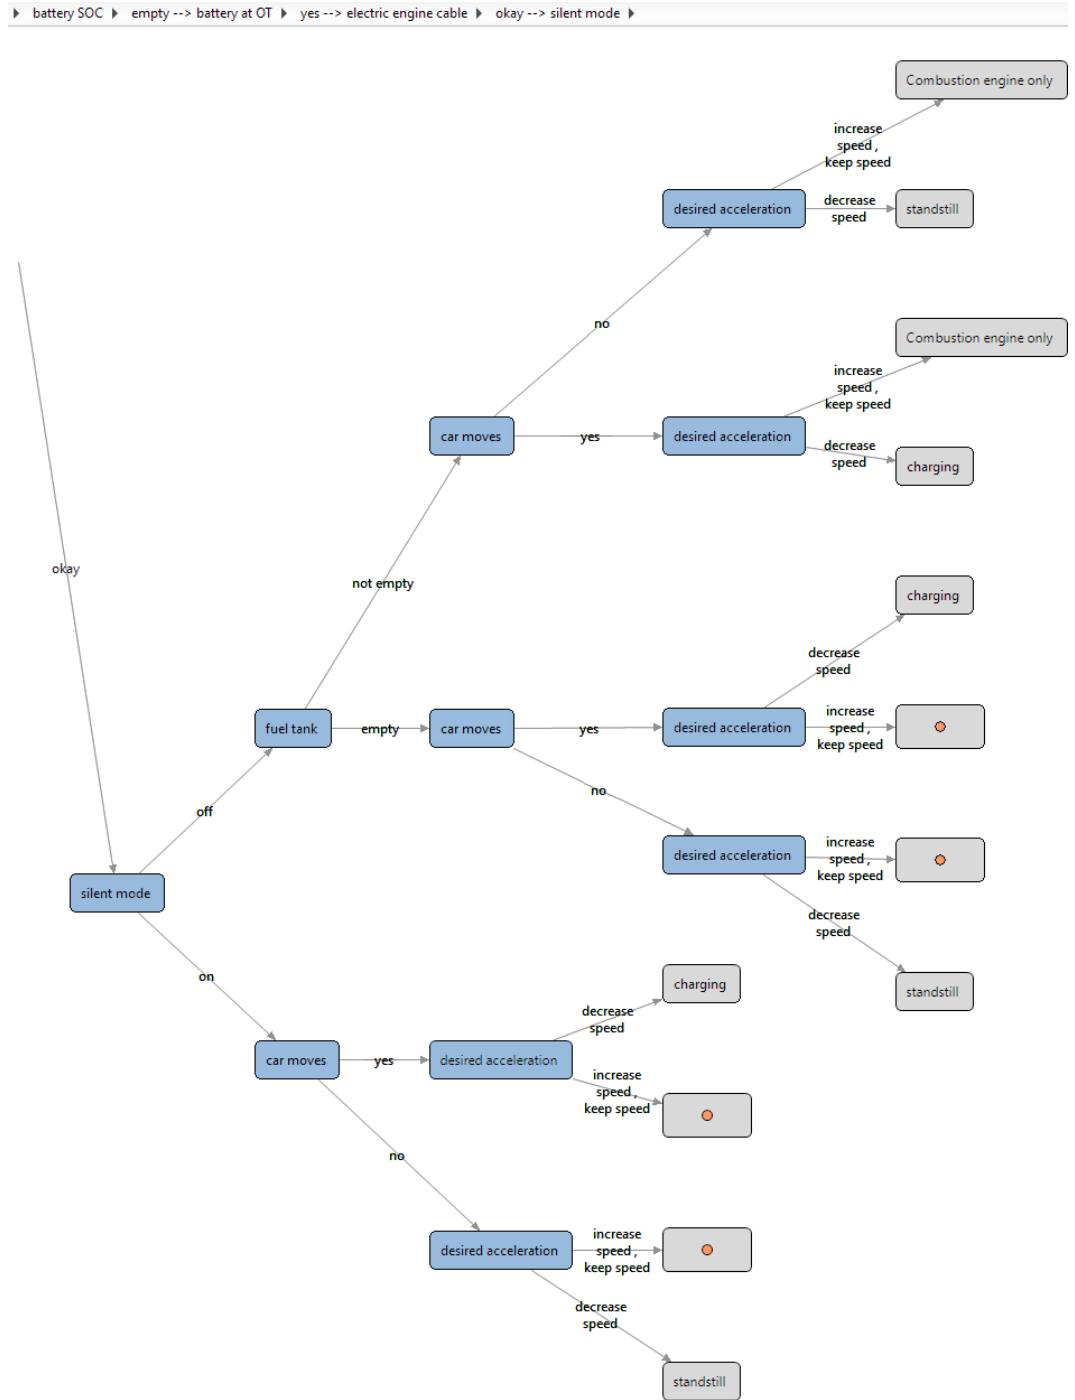 battery SOC empty --> battery at OT yes --> electric engine cable okay --> silent mode
Combustion engine only
increase
speed ,
keep speed
desired acceleration
decrease
speed
standstill
no
Combustion engine only
increase
speed ,
keep speed
car moves
yes
desired acceleration
decrease
speed
charging
okay
not empty
charging
decrease
speed
fuel tank
empty
car moves
yes
desired acceleration
increase
speed ,
keep speed
no
off
desired acceleration
increase
speed ,
keep speed
silent mode
decrease
speed
on
charging
standstill
decrease
speed
car moves
yes
desired acceleration
increase
speed ,
keep speed
no
desired acceleration
increase
speed ,
keep speed
decrease
speed
standstill